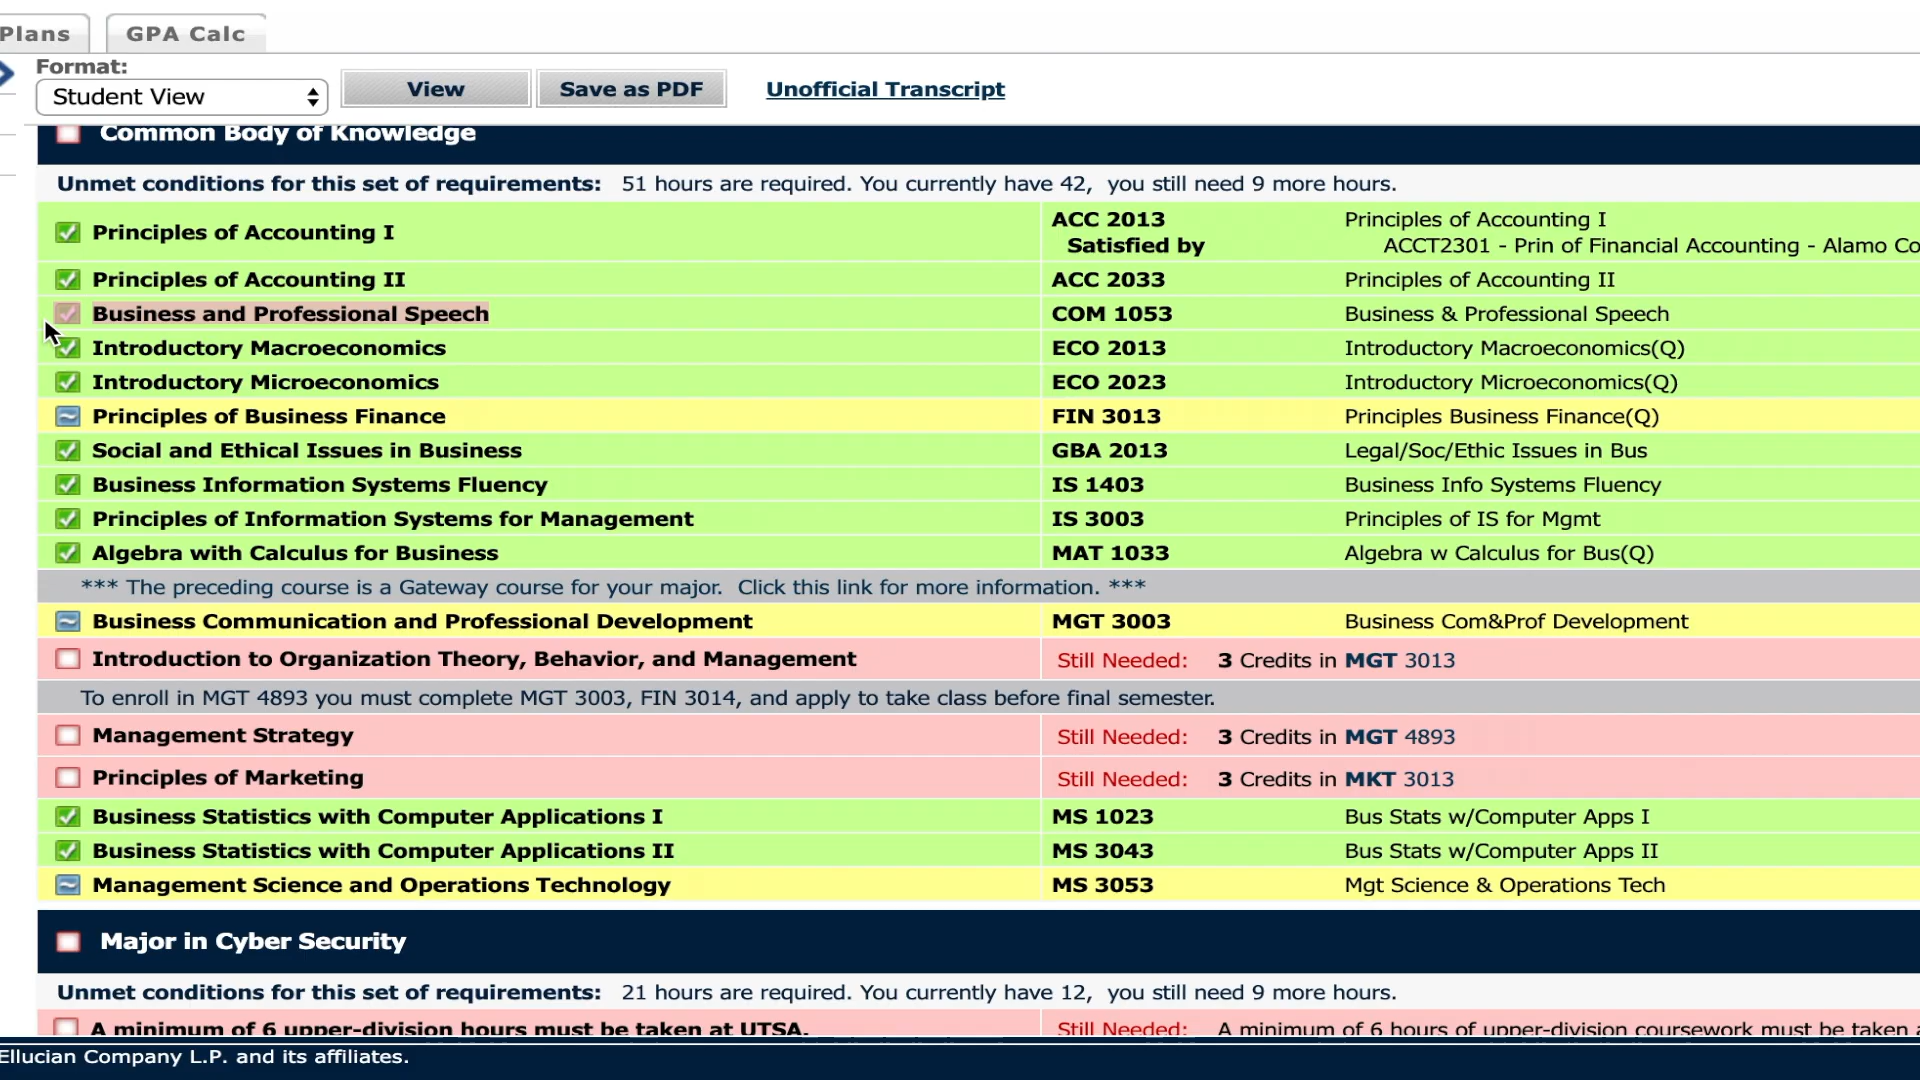 Plans
GPA Calc
Format:
Student View
View
Save as PDF
Unofficial Transcript
Common Body of Knowledge
Unmet conditions for this set of requirements: 51 hours are required. You currently have 42, you still need 9 more hours.
Principles of Accounting I ACC 2013 Principles of Accounting I
Satisfied by ACCT2301 - Prin of Financial Accounting - Alamo Co
Principles of Accounting II ACC 2033 Principles of Accounting II
Business and Professional Speech COM 1053 Business & Professional Speech
Introductory Macroeconomics ECO 2013 Introductory Macroeconomics(Q)
Introductory Microeconomics ECO 2023 Introductory Microeconomics(Q)
Principles of Business Finance FIN 3013 Principles Business Finance(Q)
Social and Ethical Issues in Business GBA 2013 Legal/Soc/Ethic Issues in Bus
Business Information Systems Fluency IS 1403 Business Info Systems Fluency
Principles of Information Systems for Management IS 3003 Principles of IS for Mgmt
Algebra with Calculus for Business MAT 1033 Algebra w Calculus for Bus(Q)
*** The preceding course is a Gateway course for your major. Click this link for more information. ***
Business Communication and Professional Development MGT 3003 Business Com&Prof Development
Introduction to Organization Theory, Behavior, and Management Still Needed: 3 Credits in MGT 3013
To enroll in MGT 4893 you must complete MGT 3003, FIN 3014, and apply to take class before final semester.
Management Strategy Still Needed: 3 Credits in MGT 4893
Principles of Marketing Still Needed: 3 Credits in MKT 3013
Business Statistics with Computer Applications I MS 1023 Bus Stats w/Computer Apps I
Business Statistics with Computer Applications II MS 3043 Bus Stats w/Computer Apps II
Management Science and Operations Technology MS 3053 Mgt Science & Operations Tech
Major in Cyber Security
Unmet conditions for this set of requirements: 21 hours are required. You currently have 12, you still need 9 more hours.
A minimum of 6 upper-division hours must be taken at UTSA. Still Needed: A minimum of 6 hours of upper-division coursework must be taken a
Ellucian Company L.P. and its affiliates.